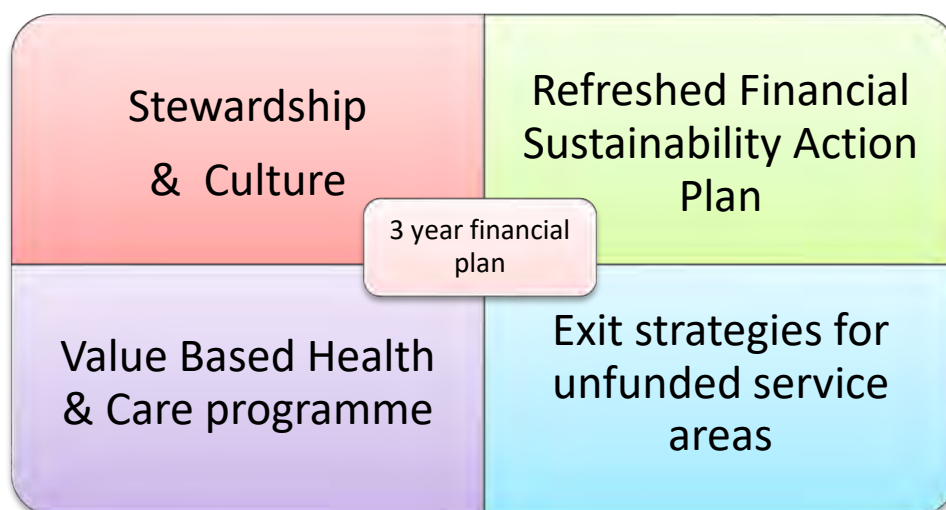 Stewardship
& Culture
Refreshed Financial
Sustainability Action
Plan
3 year financial
plan
Value Based Health
& Care programme
Exit strategies for
unfunded service
areas